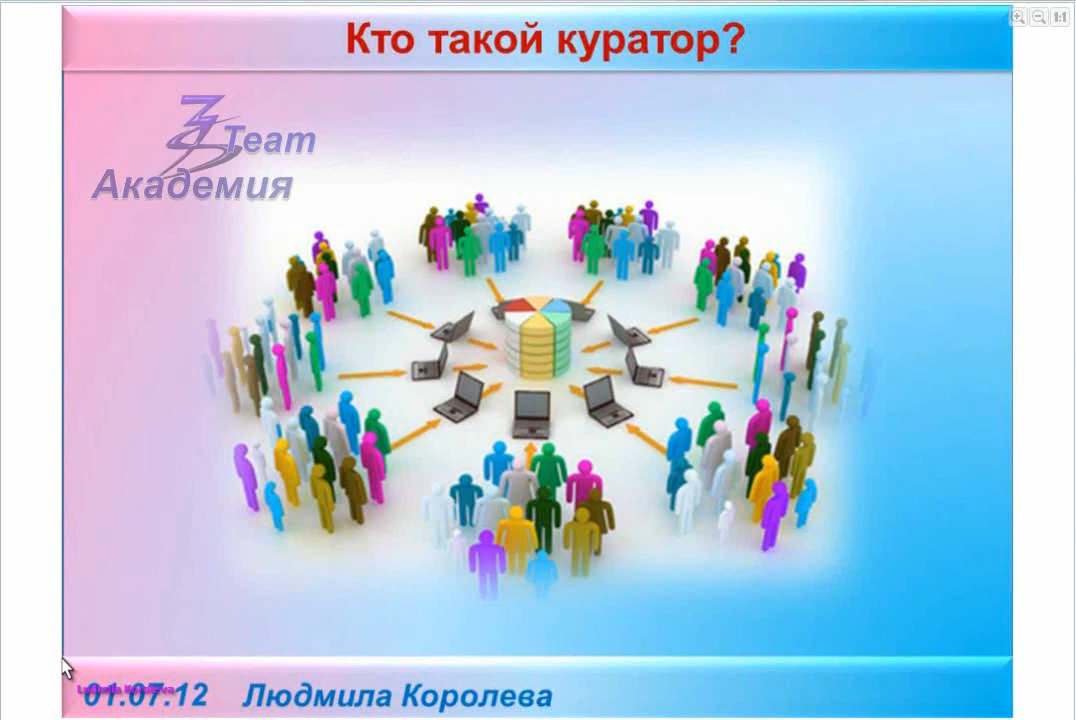 Кто такой куратор?
Team
Академия
01.07.12 Людмила Королева